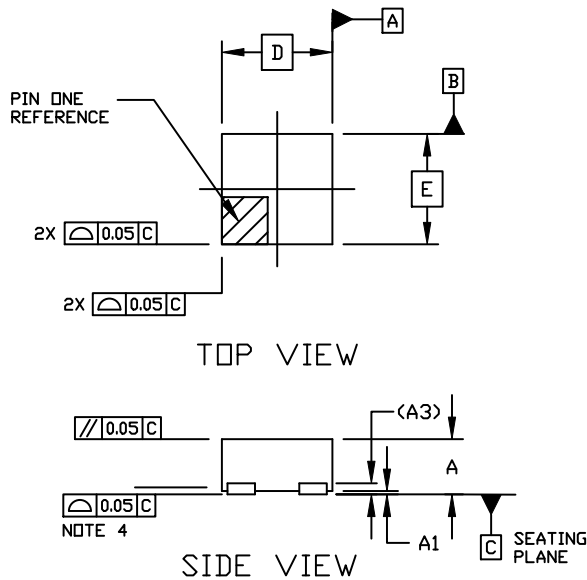 A
D
B
PIN ONE
REFERENCE
E
2X ⌓ 0.05 C
2X ⌓ 0.05 C
TOP VIEW
(A3)
// 0.05 C
A
⌓ 0.05 C
NOTE 4
A1
C SEATING
PLANE
SIDE VIEW